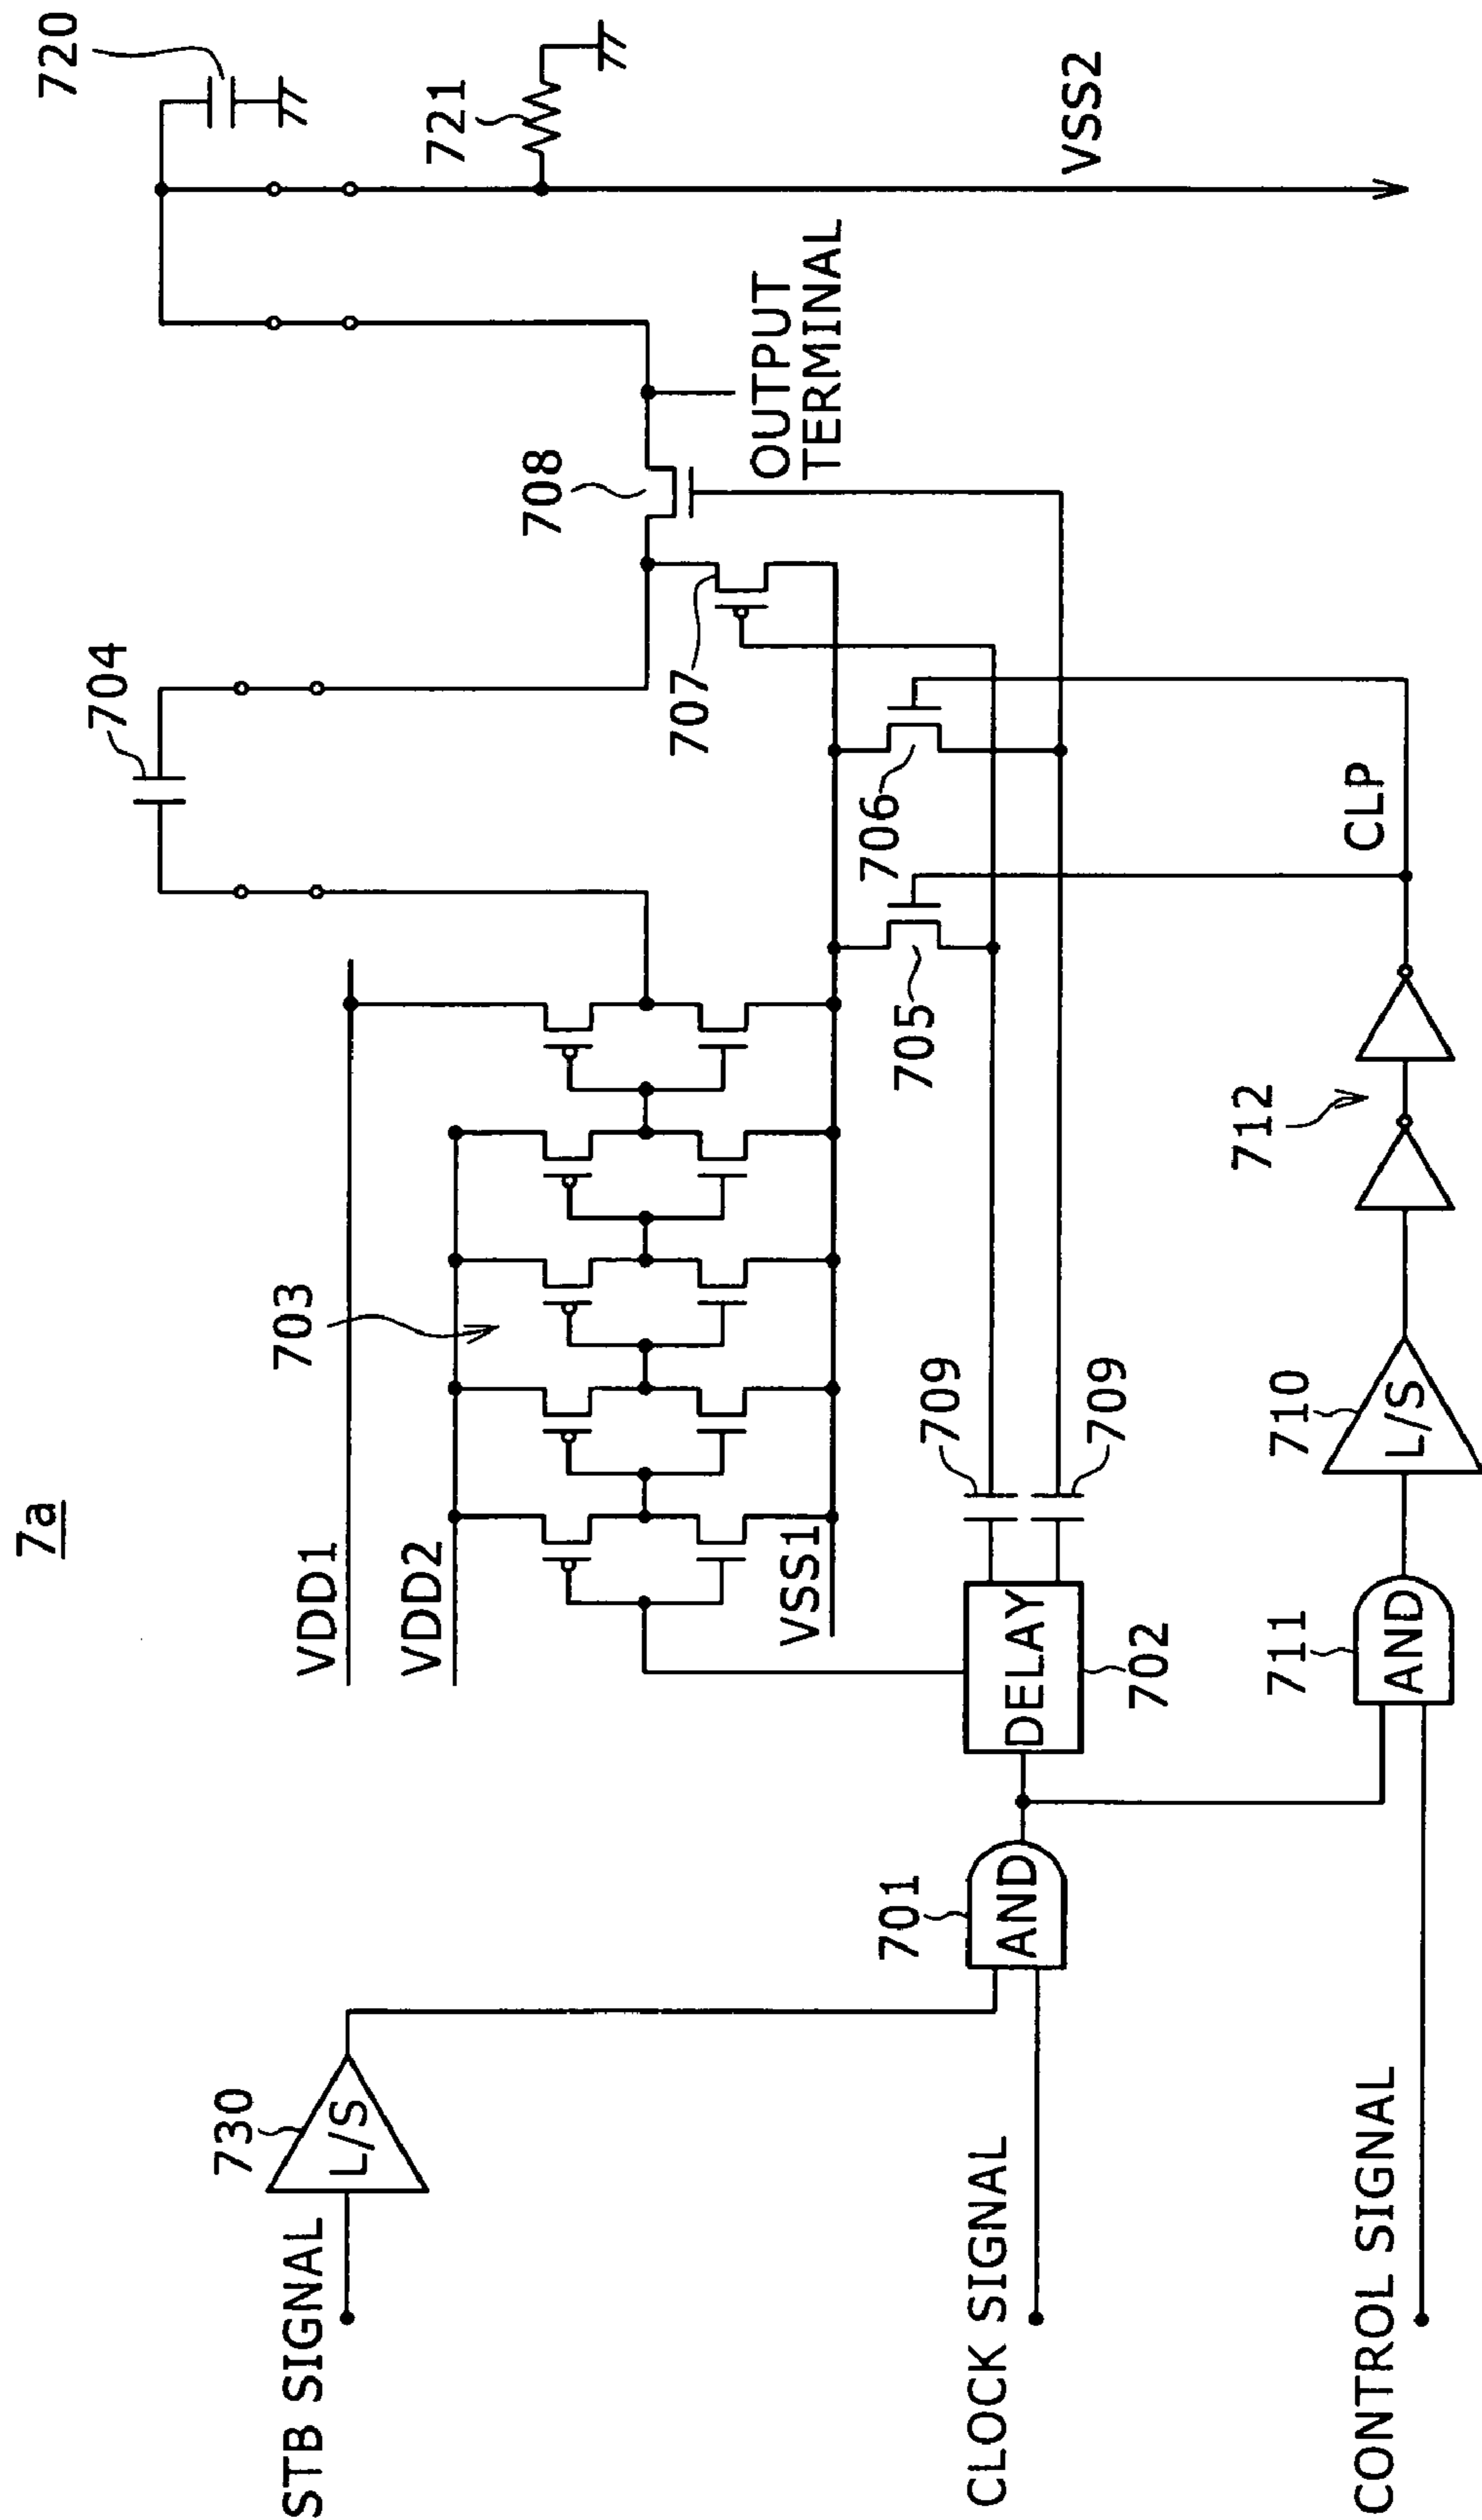 7a
704
720
703
VDD1
VDD2
708
721
730
L/S
STB SIGNAL
707
OUTPUT
TERMINAL
VSS1
705
706
709
709
701
AND
DELAY
702
CLOCK SIGNAL
VSS2
712
CLP
710
L/S
711
AND
CONTROL SIGNAL